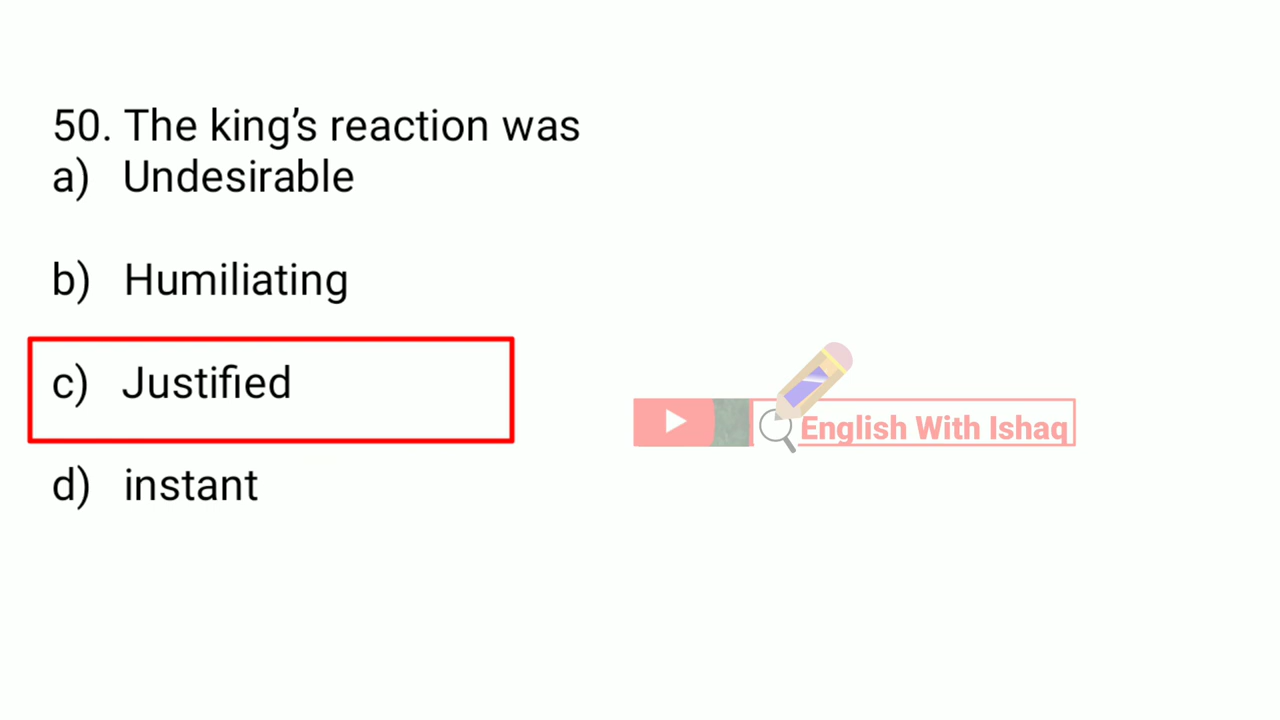 50. The king’s reaction was
a) Undesirable
b) Humiliating
c) Justified
d) instant
English With Ishaq